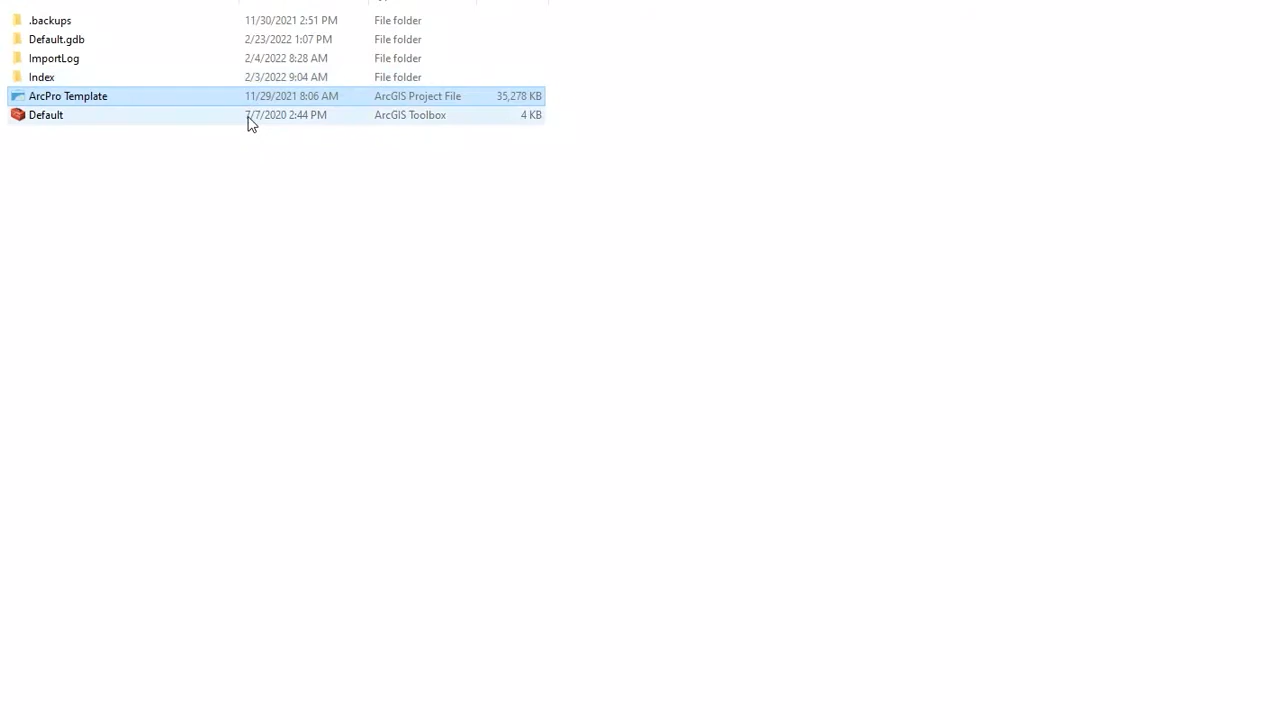 .backups 11/30/2021 2:51 PM File folder
Default.gdb 2/23/2022 1:07 PM File folder
ImportLog 2/4/2022 8:28 AM File folder
Index 2/3/2022 9:04 AM File folder
ArcPro Template 11/29/2021 8:06 AM ArcGIS Project File 35,278 KB
Default 7/7/2020 2:44 PM ArcGIS Toolbox 4 KB